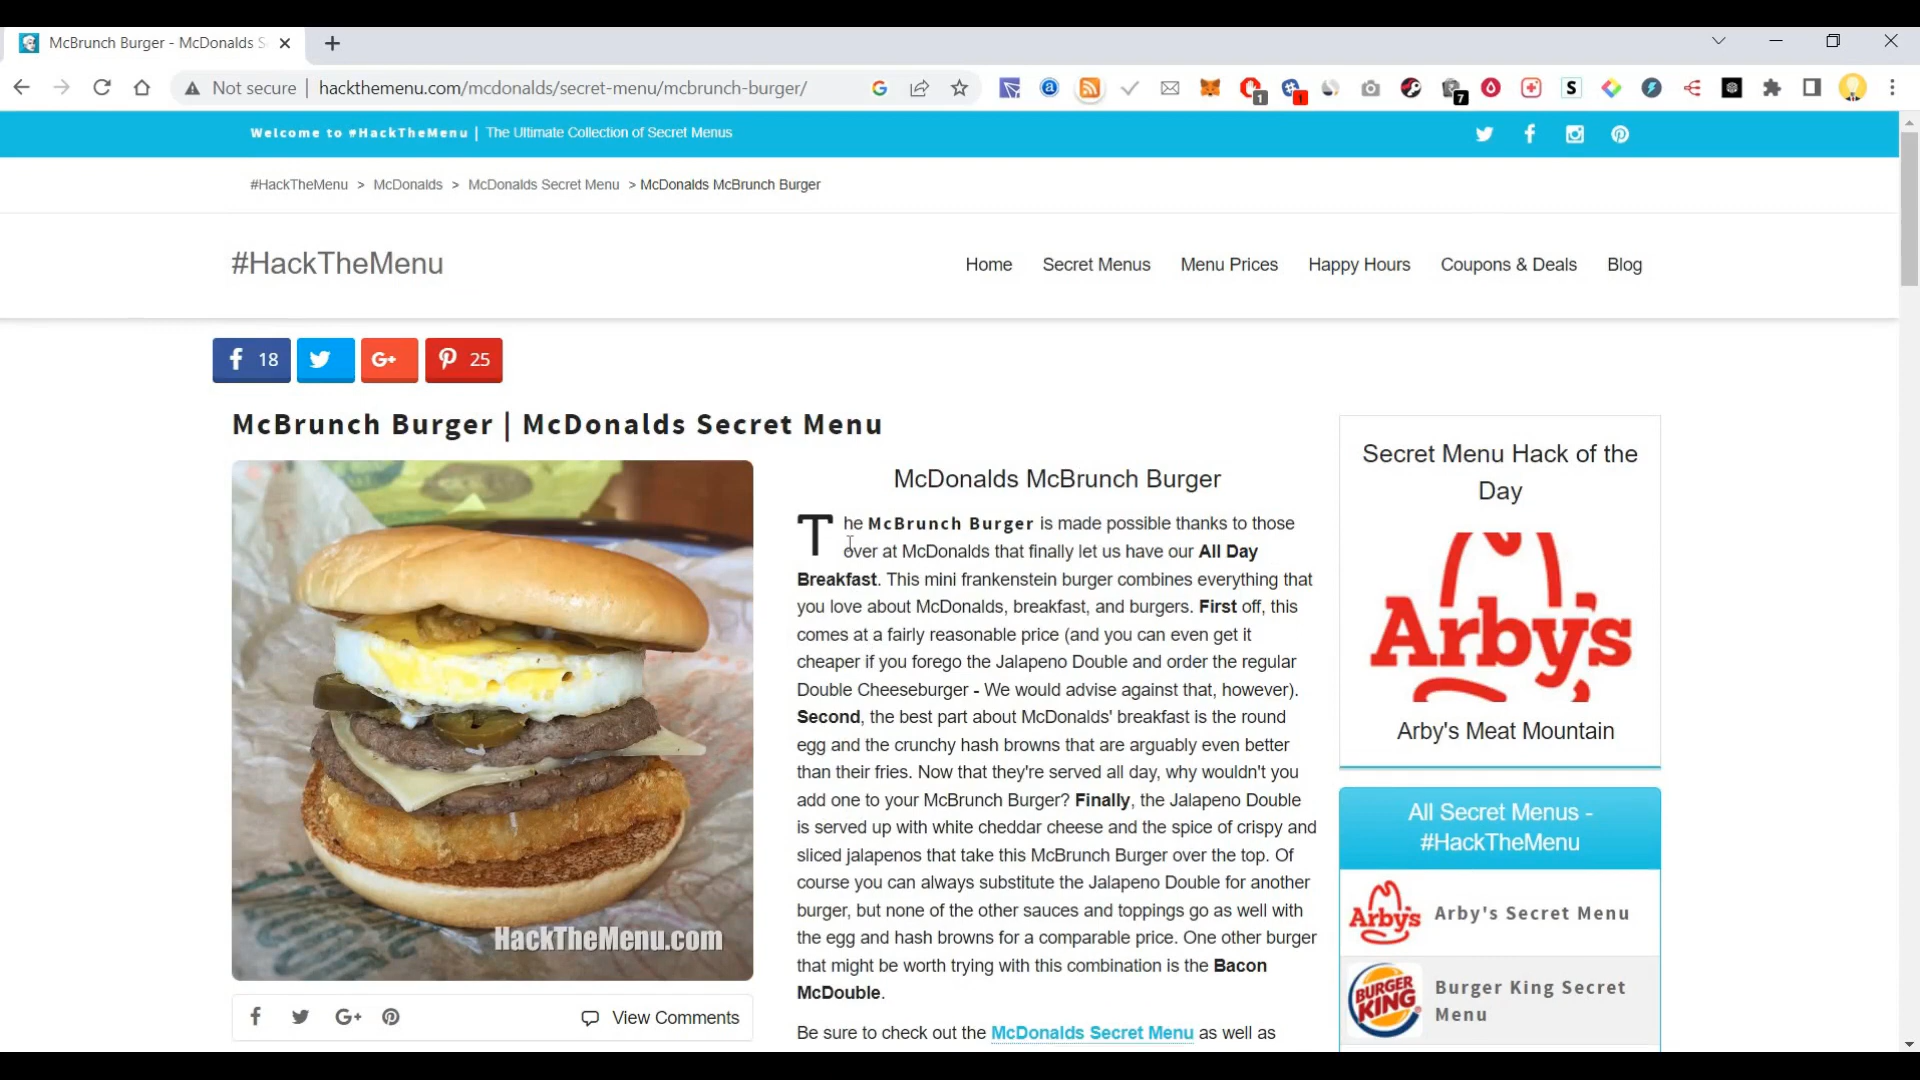 McBrunch Burger - McDonalds S
Not secure
hackthemenu.com/mcdonalds/secret-menu/mcbrunch-burger/
1
1
7
Welcome to #HackTheMenu | The Ultimate Collection of Secret Menus
#HackTheMenu > McDonalds > McDonalds Secret Menu > McDonalds McBrunch Burger
#HackTheMenu
Home
Secret Menus
Menu Prices
Happy Hours
Coupons & Deals
Blog
18
G+
25
McBrunch Burger | McDonalds Secret Menu
HackTheMenu.com
G+
View Comments
McDonalds McBrunch Burger
The McBrunch Burger is made possible thanks to those
over at McDonalds that finally let us have our All Day
Breakfast. This mini frankenstein burger combines everything that
you love about McDonalds, breakfast, and burgers. First off, this
comes at a fairly reasonable price (and you can even get it
cheaper if you forego the Jalapeno Double and order the regular
Double Cheeseburger - We would advise against that, however).
Second, the best part about McDonalds' breakfast is the round
egg and the crunchy hash browns that are arguably even better
than their fries. Now that they're served all day, why wouldn't you
add one to your McBrunch Burger? Finally, the Jalapeno Double
is served up with white cheddar cheese and the spice of crispy and
sliced jalapenos that take this McBrunch Burger over the top. Of
course you can always substitute the Jalapeno Double for another
burger, but none of the other sauces and toppings go as well with
the egg and hash browns for a comparable price. One other burger
that might be worth trying with this combination is the Bacon
McDouble.
Be sure to check out the McDonalds Secret Menu as well as
Secret Menu Hack of the
Day
Arby's
Arby's Meat Mountain
All Secret Menus -
#HackTheMenu
Arby's
Arby's Secret Menu
BURGER
KING
Burger King Secret
Menu